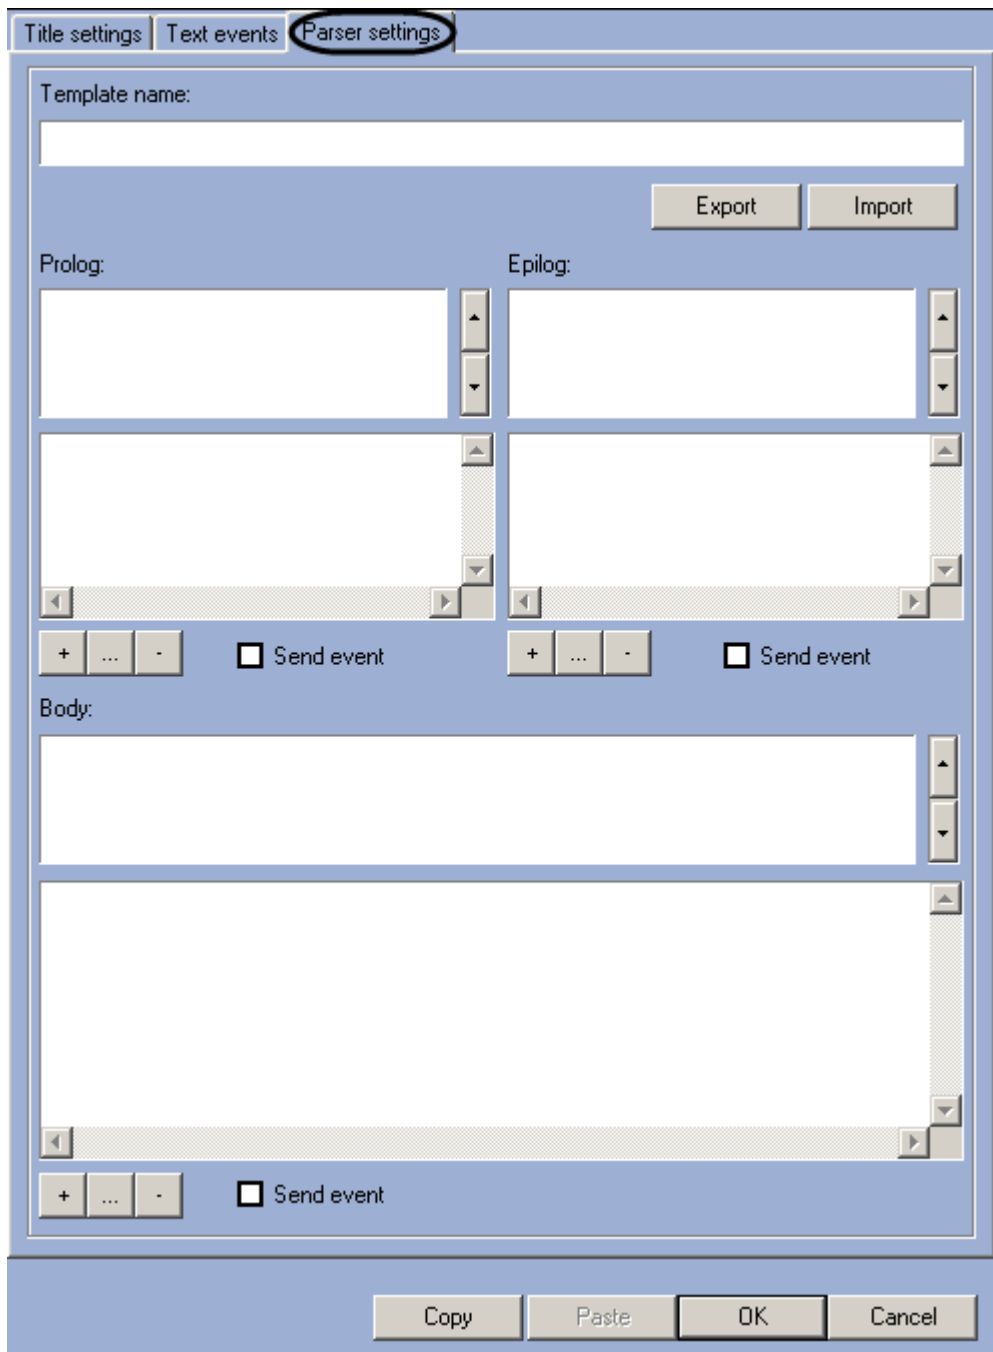 Title settings Text events Parser settings
Template name:
Export Import
Prolog: Epilog:
+ ... - Send event + ... - Send event
Body:
+ ... - Send event
Copy Paste OK Cancel